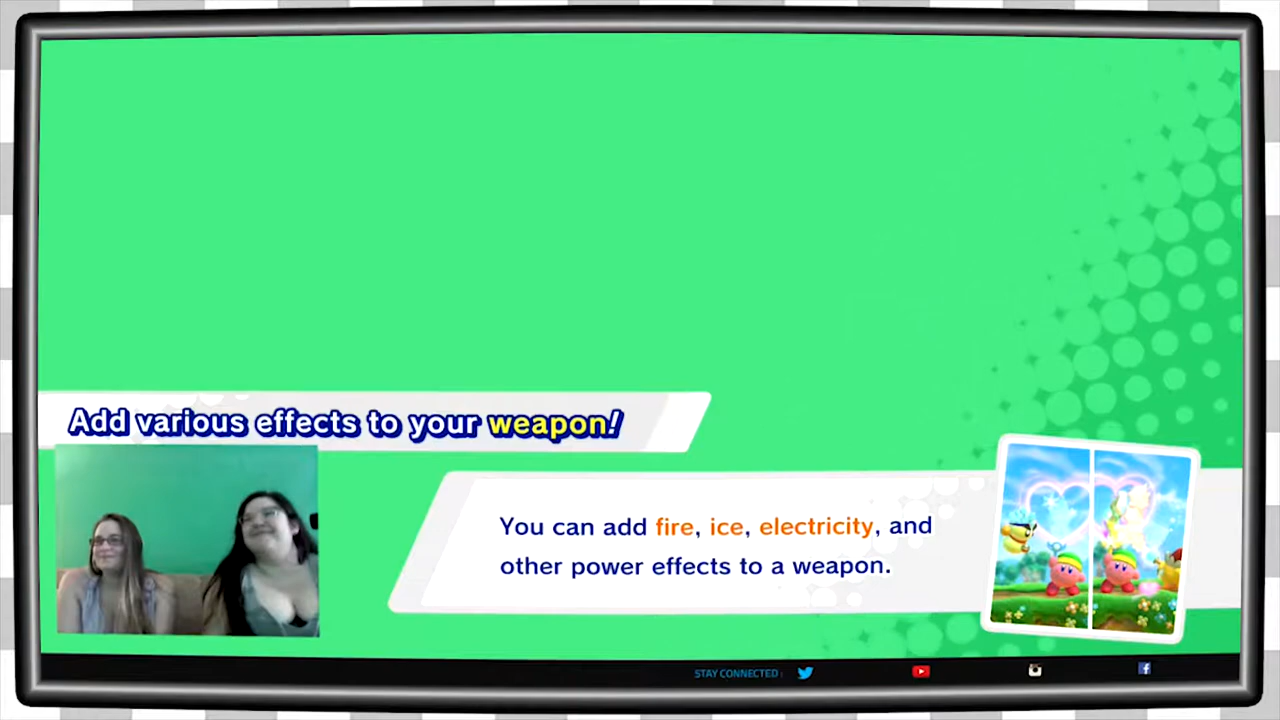 Add various effects to your weapon!
You can add fire, ice, electricity, and
other power effects to a weapon.
STAY CONNECTED :